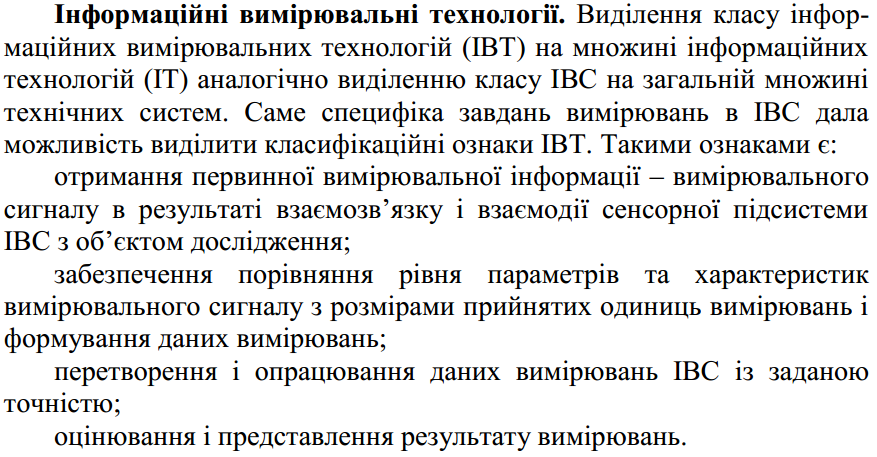 Інформаційні вимірювальні технології. Виділення класу інфор-
маційних вимірювальних технологій (ІВТ) на множині інформаційних
технологій (ІТ) аналогічно виділенню класу ІВС на загальній множині
технічних систем. Саме специфіка завдань вимірювань в ІВС дала
можливість виділити класифікаційні ознаки ІВТ. Такими ознаками є:
отримання первинної вимірювальної інформації – вимірювального
сигналу в результаті взаємозв’язку і взаємодії сенсорної підсистеми
ІВС з об’єктом дослідження;
забезпечення порівняння рівня параметрів та характеристик
вимірювального сигналу з розмірами прийнятих одиниць вимірювань і
формування даних вимірювань;
перетворення і опрацювання даних вимірювань ІВС із заданою
точністю;
оцінювання і представлення результату вимірювань.